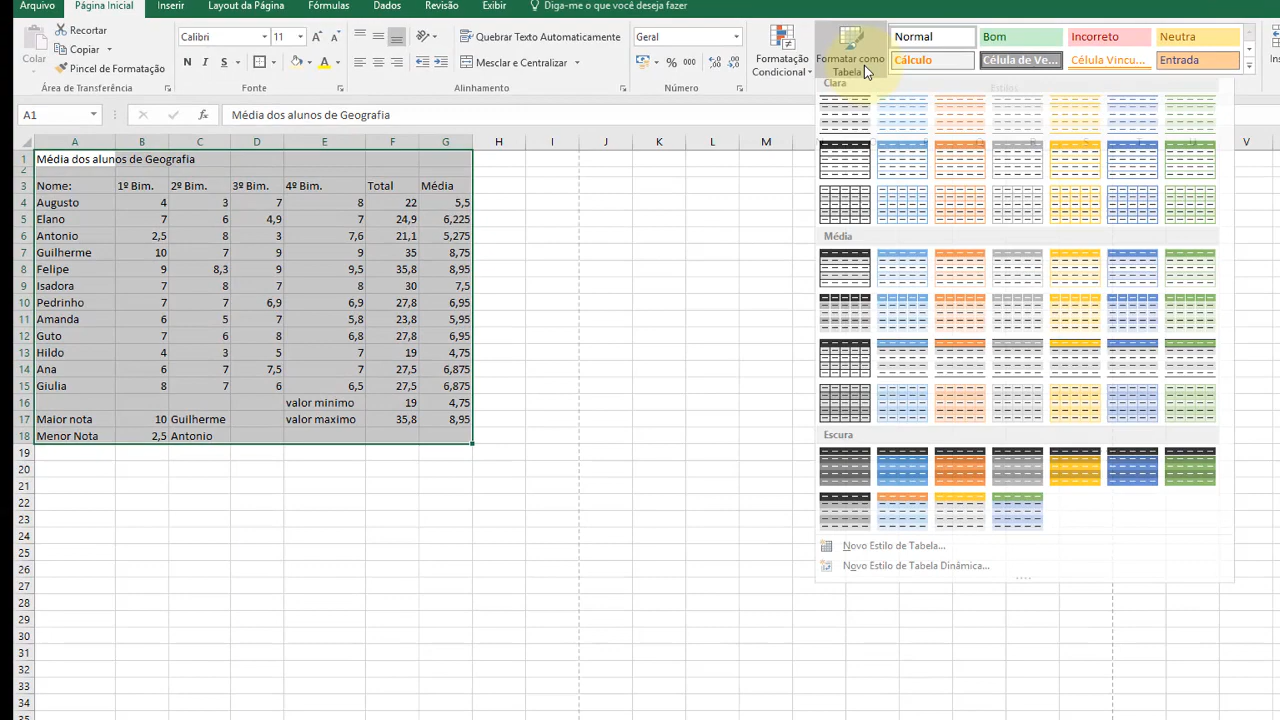 Arquivo Página Inicial Inserir Layout da Página Fórmulas Dados Revisão Exibir Diga-me o que você deseja fazer
Colar
Recortar
Copiar
Pincel de Formatação
Área de Transferência
Calibri 11
N I S
Fonte
Quebrar Texto Automaticamente
Mesclar e Centralizar
Alinhamento
Geral
% 000
Número
Formatação
Condicional
Formatar como
Tabela
Normal Bom Incorreto Neutra
Cálculo Célula de Ve... Célula Vincu... Entrada
Estilos
A1 fx Média dos alunos de Geografia
A B C D E F G H I J K L M V
1 Média dos alunos de Geografia
2
3 Nome: 1º Bim. 2º Bim. 3º Bim. 4º Bim. Total Média
4 Augusto 4 3 7 8 22 5,5
5 Elano 7 6 4,9 7 24,9 6,225
6 Antonio 2,5 8 3 7,6 21,1 5,275
7 Guilherme 10 9 7 9 35 8,75
8 Felipe 9 8,3 9 9,5 35,8 8,95
9 Isadora 7 8 7 8 30 7,5
10 Pedrinho 7 7 6,9 6,9 27,8 6,95
11 Amanda 6 5 7 5,8 23,8 5,95
12 Guto 7 6 8 6,8 27,8 6,95
13 Hildo 4 3 5 7 19 4,75
14 Ana 6 7 7,5 7 27,5 6,875
15 Giulia 8 7 6 6,5 27,5 6,875
16 valor minimo 19 4,75
17 Maior nota 10 Guilherme valor maximo 35,8 8,95
18 Menor Nota 2,5 Antonio
19
20
21
22
23
24
25
26
27
28
29
30
31
32
33
34
35
Clara
Média
Escura
Novo Estilo de Tabela...
Novo Estilo de Tabela Dinâmica...